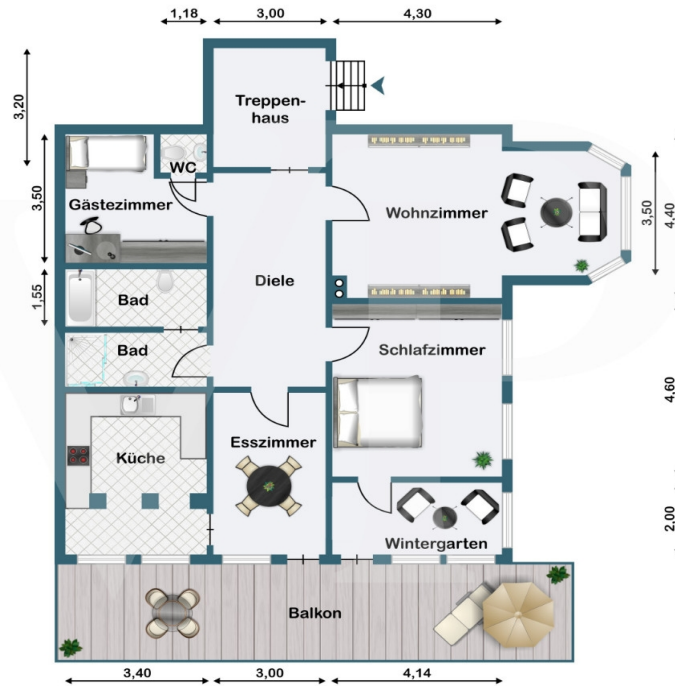 1,18
3,00
4,30
3,20
Treppen-
haus
WC
3,50
Gästezimmer
Wohnzimmer
3,50
4,40
1,55
Bad
Diele
Bad
Schlafzimmer
4,60
Küche
Esszimmer
Wintergarten
2,00
Balkon
3,40
3,00
4,14